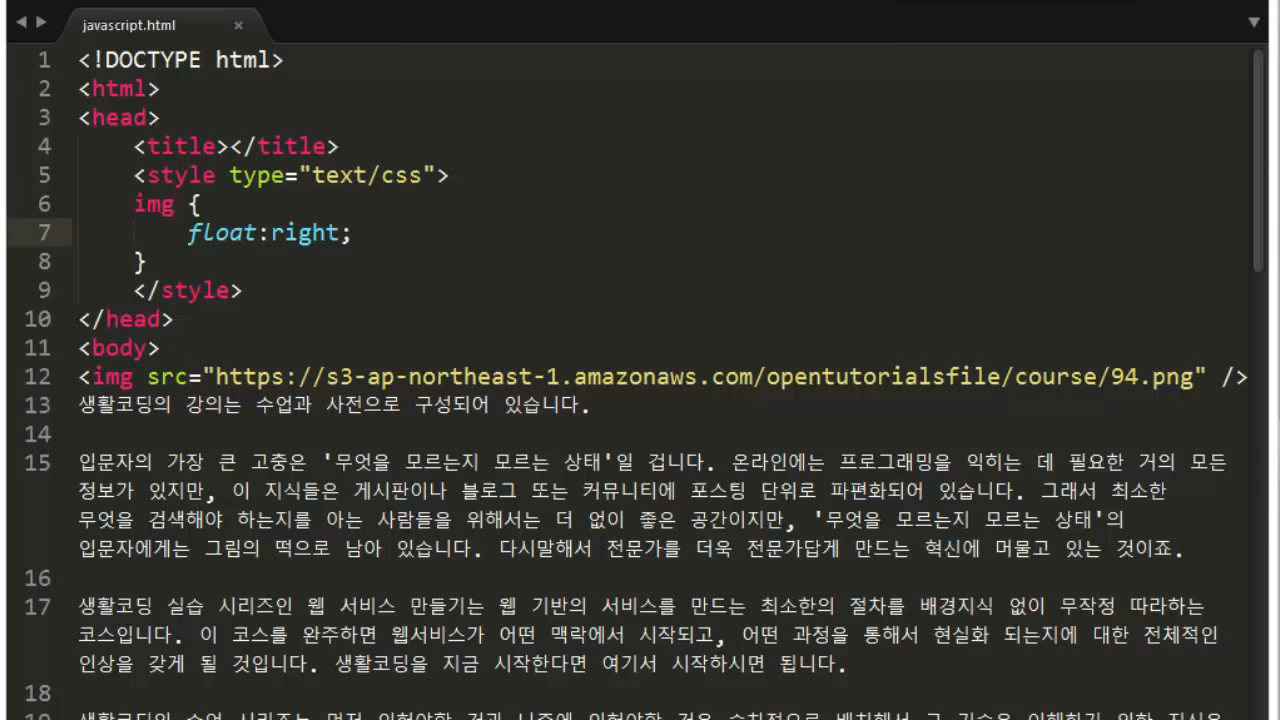 javascript.html ×
1 <!DOCTYPE html>
2 <html>
3 <head>
4 <title></title>
5 <style type="text/css">
6 img {
7 float:right;
8 }
9 </style>
10 </head>
11 <body>
12 <img src="https://s3-ap-northeast-1.amazonaws.com/opentutorialsfile/course/94.png" />
13 생활코딩의 강의는 수업과 사전으로 구성되어 있습니다.
14
15 입문자의 가장 큰 고충은 '무엇을 모르는지 모르는 상태'일 겁니다. 온라인에는 프로그래밍을 익히는 데 필요한 거의 모든
정보가 있지만, 이 지식들은 게시판이나 블로그 또는 커뮤니티에 포스팅 단위로 파편화되어 있습니다. 그래서 최소한
무엇을 검색해야 하는지를 아는 사람들을 위해서는 더 없이 좋은 공간이지만, '무엇을 모르는지 모르는 상태'의
입문자에게는 그림의 떡으로 남아 있습니다. 다시말해서 전문가를 더욱 전문가답게 만드는 혁신에 머물고 있는 것이죠.
16
17 생활코딩 실습 시리즈인 웹 서비스 만들기는 웹 기반의 서비스를 만드는 최소한의 절차를 배경지식 없이 무작정 따라하는
코스입니다. 이 코스를 완주하면 웹서비스가 어떤 맥락에서 시작되고, 어떤 과정을 통해서 현실화 되는지에 대한 전체적인
인상을 갖게 될 것입니다. 생활코딩을 지금 시작한다면 여기서 시작하시면 됩니다.
18